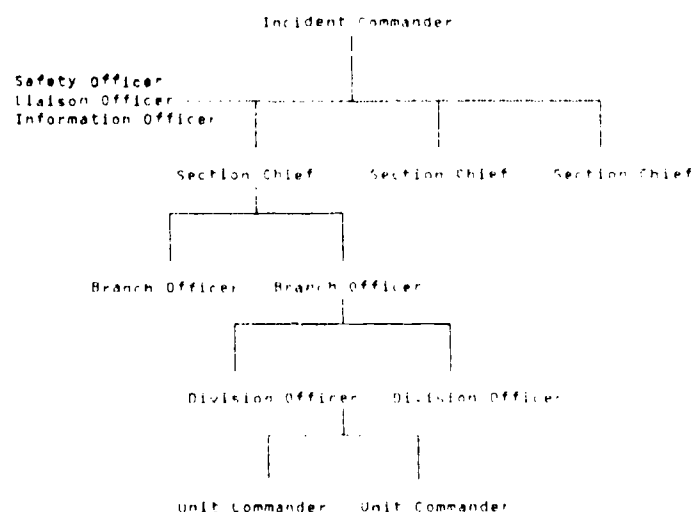 Incident Commander
Safety Officer
Liaison Officer
Information Officer
Section Chief Section Chief Section Chief
Branch Officer Branch Officer
Division Officer Division Officer
Unit Commander Unit Commander